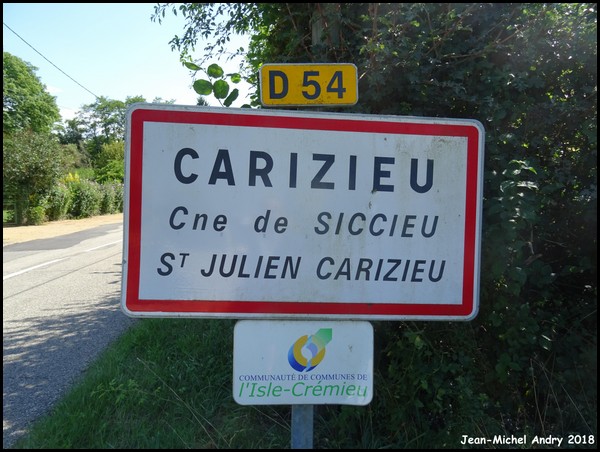 D 54
CARIZIEU
Cne de SICCIEU
ST JULIEN CARIZIEU
COMMUNAUTÉ DE COMMUNES DE
l'Isle-Crémieu
Jean-Michel Andry 2018